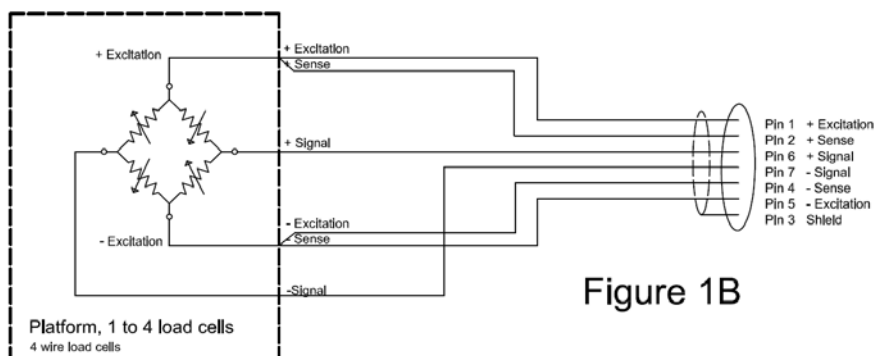 + Excitation
+ Excitation
+ Sense
+ Signal
- Excitation
- Sense
- Excitation
-Signal
Platform, 1 to 4 load cells
4 wire load cells
Pin 1 + Excitation
Pin 2 + Sense
Pin 6 + Signal
Pin 7 - Signal
Pin 4 - Sense
Pin 5 - Excitation
Pin 3 Shield
Figure 1B